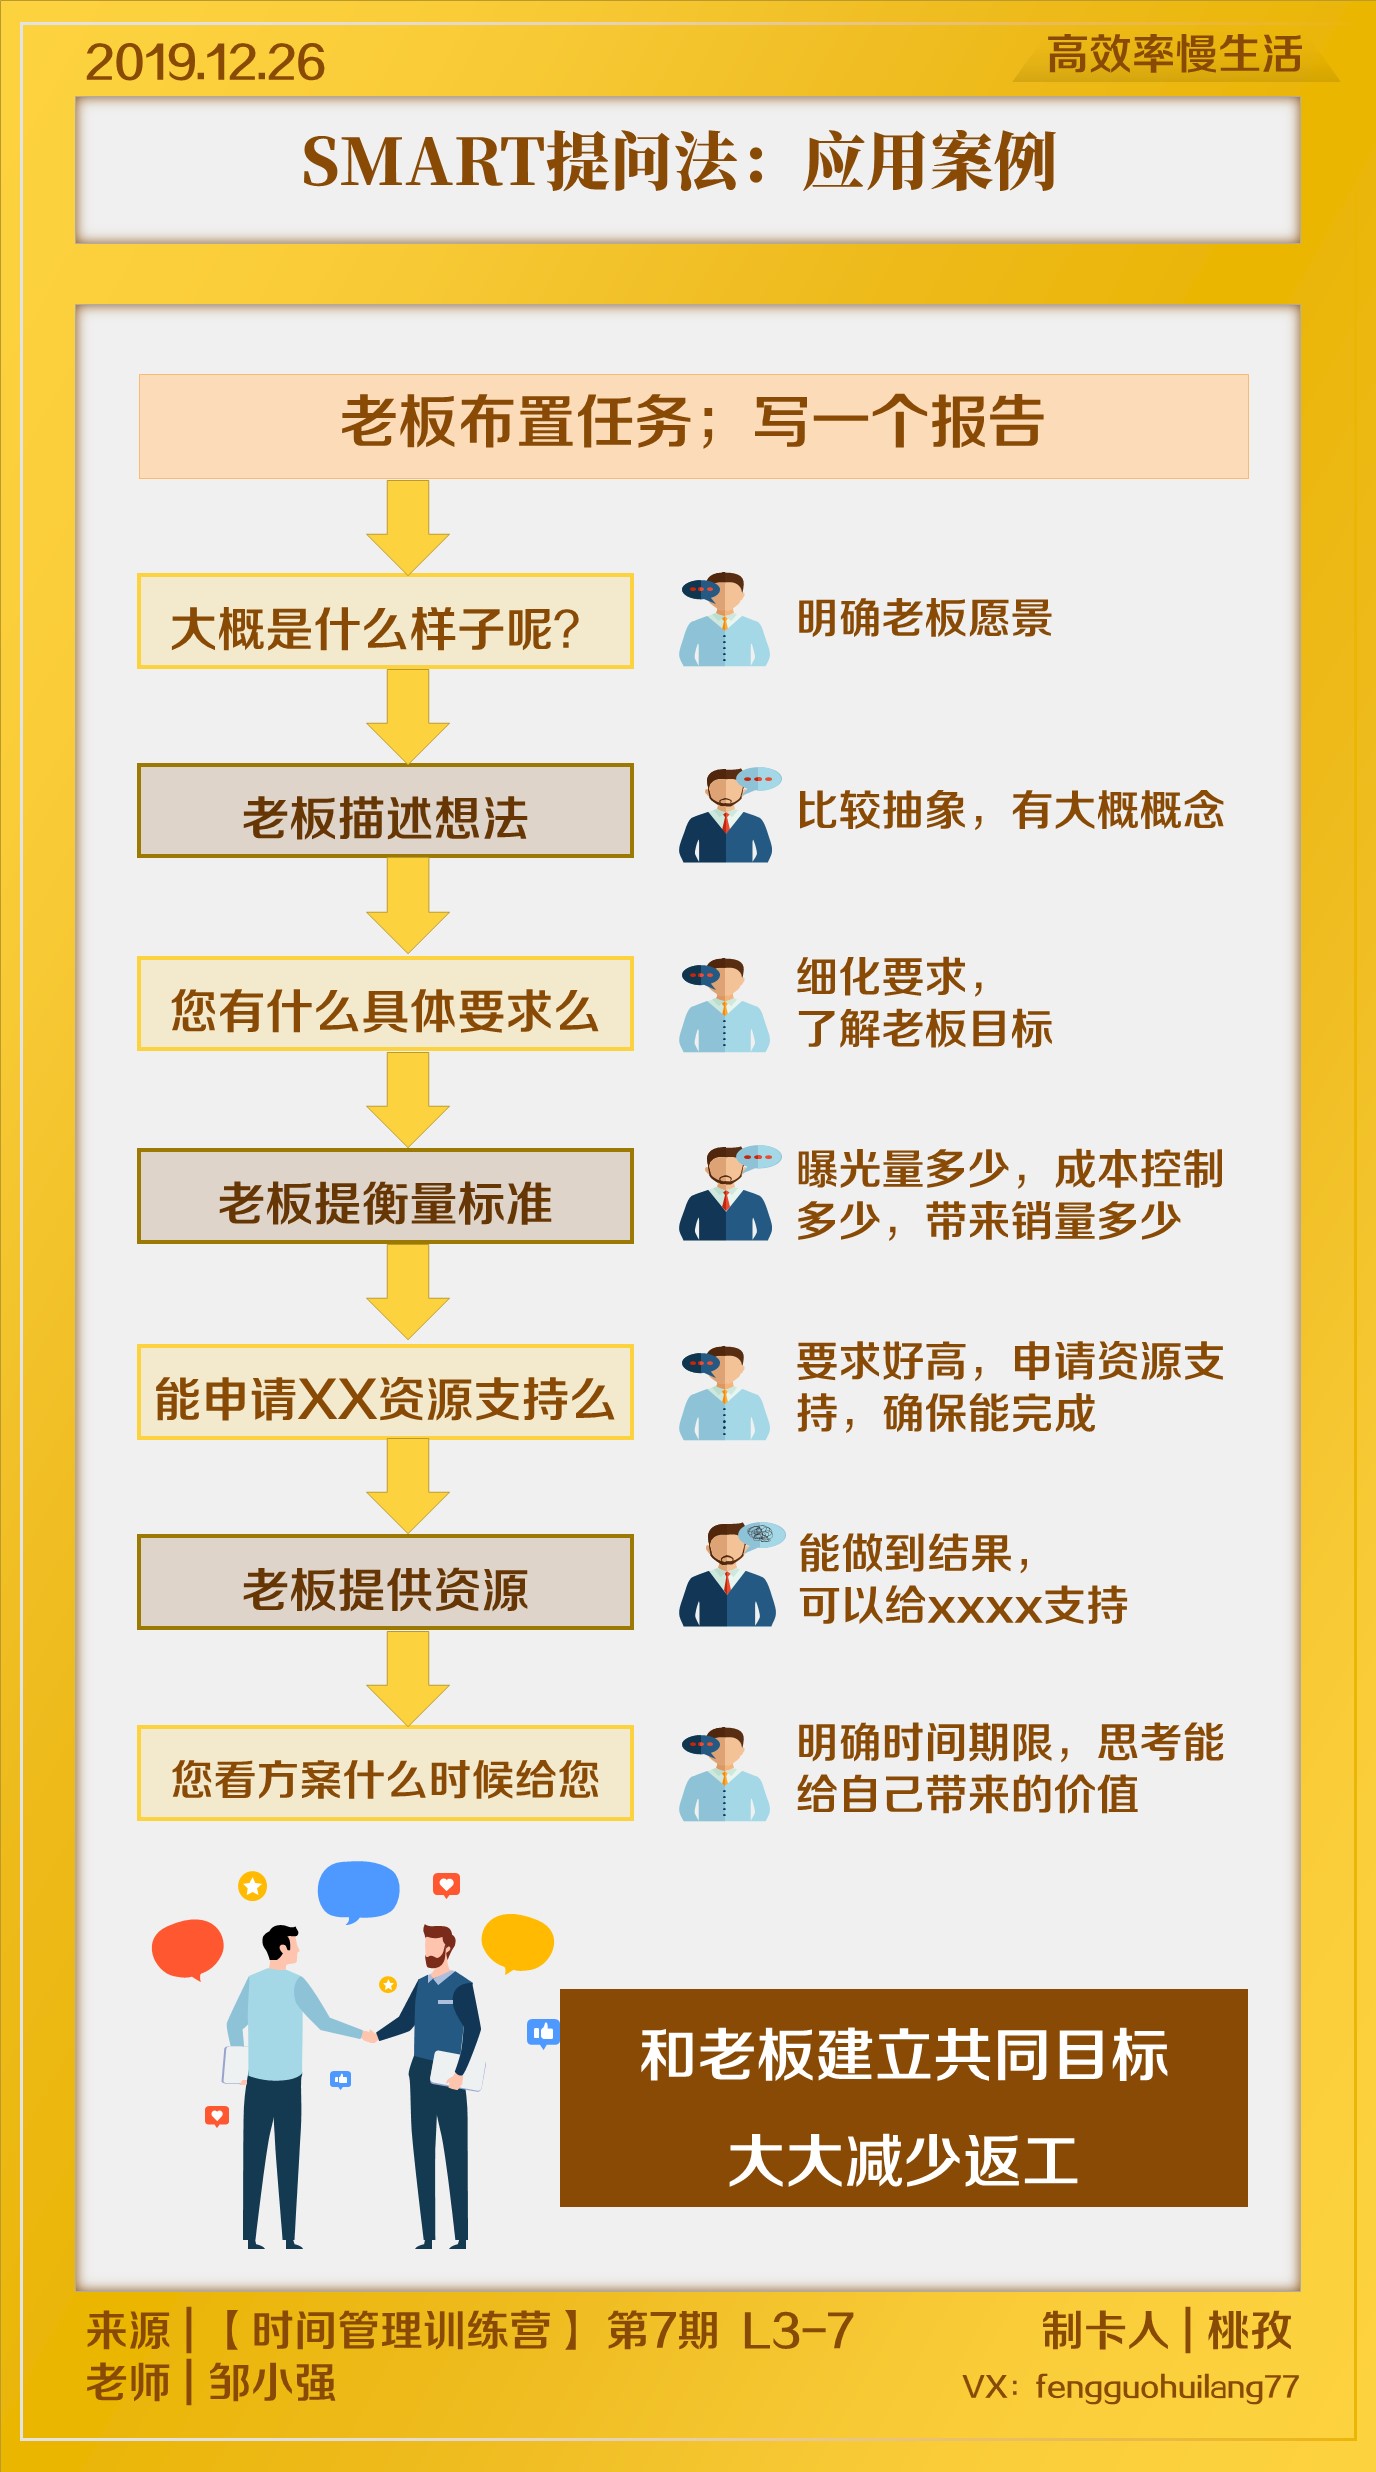 2019.12.26
高效率慢生活
SMART提问法：应用案例
老板布置任务；写一个报告
大概是什么样子呢？
明确老板愿景
老板描述想法
比较抽象，有大概概念
您有什么具体要求么
细化要求，
了解老板目标
老板提衡量标准
曝光量多少，成本控制
多少，带来销量多少
能申请XX资源支持么
要求好高，申请资源支
持，确保能完成
老板提供资源
能做到结果，
可以给xxxx支持
您看方案什么时候给您
明确时间期限，思考能
给自己带来的价值
和老板建立共同目标
大大减少返工
来源|【时间管理训练营】第7期 L3-7
制卡人|桃孜
老师|邹小强
VX：fengguohuilang77